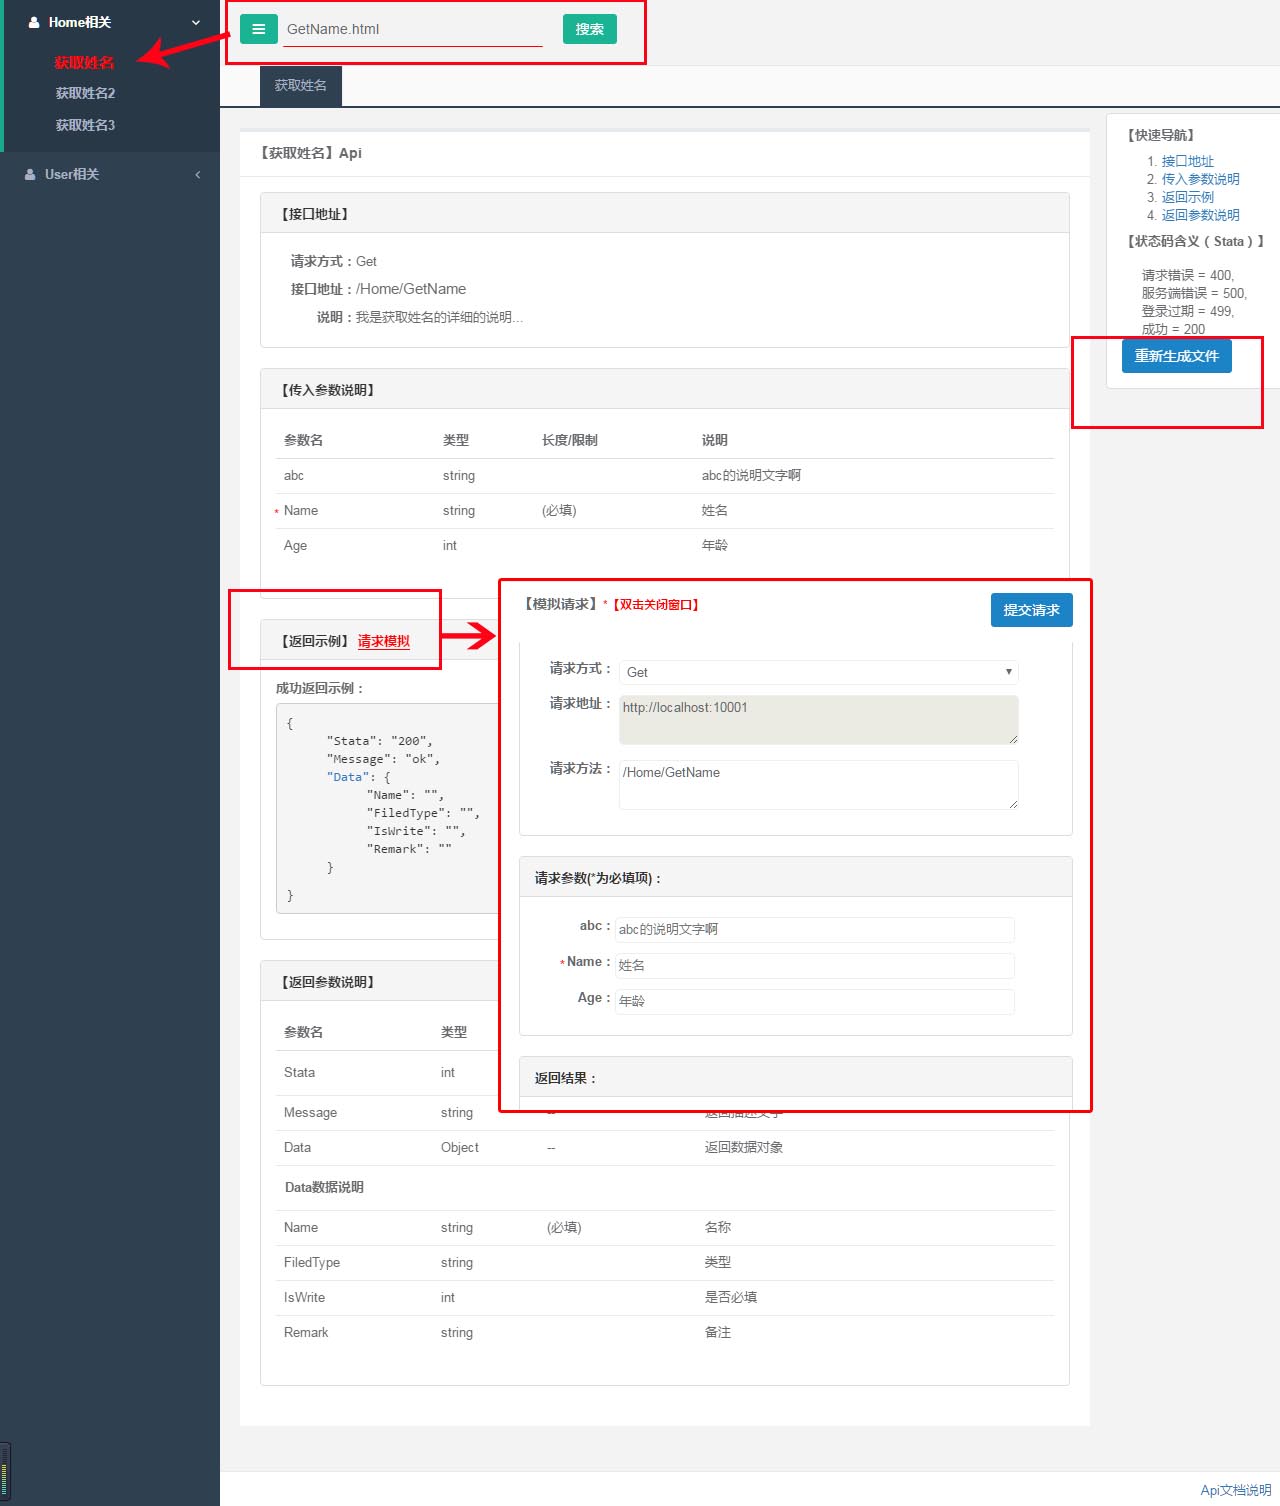 Home相关
获取姓名
获取姓名2
获取姓名3
User相关
GetName.html
搜索
获取姓名
【获取姓名】Api
【接口地址】
请求方式：Get
接口地址：/Home/GetName
说明：我是获取姓名的详细的说明...
【传入参数说明】
参数名 类型 长度/限制 说明
abc string abc的说明文字啊
* Name string (必填) 姓名
Age int 年龄
【返回示例】 请求模拟
成功返回示例：
{
"Stata": "200",
"Message": "ok",
"Data": {
"Name": "",
"FiledType": "",
"IsWrite": "",
"Remark": ""
}
}
【返回参数说明】
参数名 类型
Stata int
Message string -- 返回描述文字
Data Object -- 返回数据对象
Data数据说明
Name string (必填) 名称
FiledType string 类型
IsWrite int 是否必填
Remark string 备注
【模拟请求】*【双击关闭窗口】
提交请求
请求方式： Get
请求地址： http://localhost:10001
请求方法： /Home/GetName
请求参数(*为必填项)：
abc： abc的说明文字啊
*Name： 姓名
Age： 年龄
返回结果：
【快速导航】
1. 接口地址
2. 传入参数说明
3. 返回示例
4. 返回参数说明
【状态码含义（Stata）】
请求错误 = 400,
服务端错误 = 500,
登录过期 = 499,
成功 = 200
重新生成文件
Api文档说明